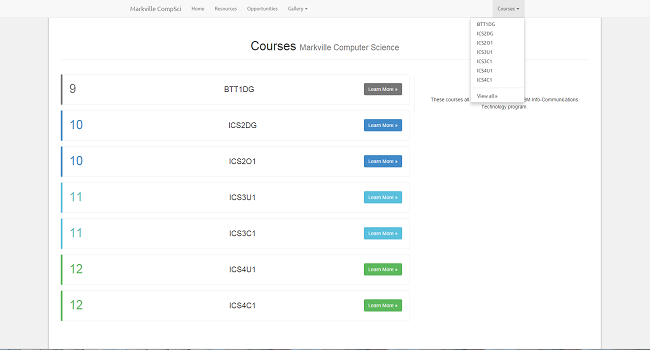 Markville CompSci Home Resources Opportunities Gallery Courses
BTT1DG
ICS2DG
ICS2O1
ICS3U1
ICS3C1
ICS4U1
ICS4C1
View all »
Courses Markville Computer Science
9 BTT1DG Learn More »
10 ICS2DG Learn More »
10 ICS2O1 Learn More »
11 ICS3U1 Learn More »
11 ICS3C1 Learn More »
12 ICS4U1 Learn More »
12 ICS4C1 Learn More »
These courses al Info-Communications
Technology program